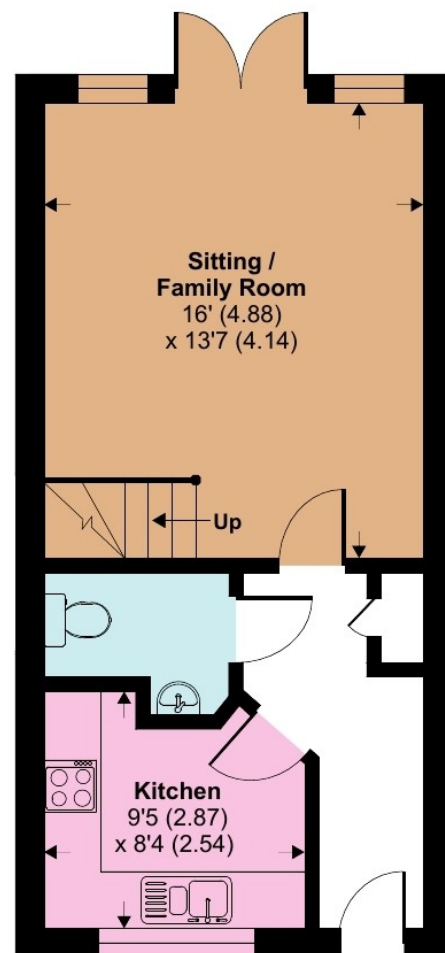 Sitting /
Family Room
16' (4.88)
x 13'7 (4.14)
Up
Kitchen
9'5 (2.87)
x 8'4 (2.54)